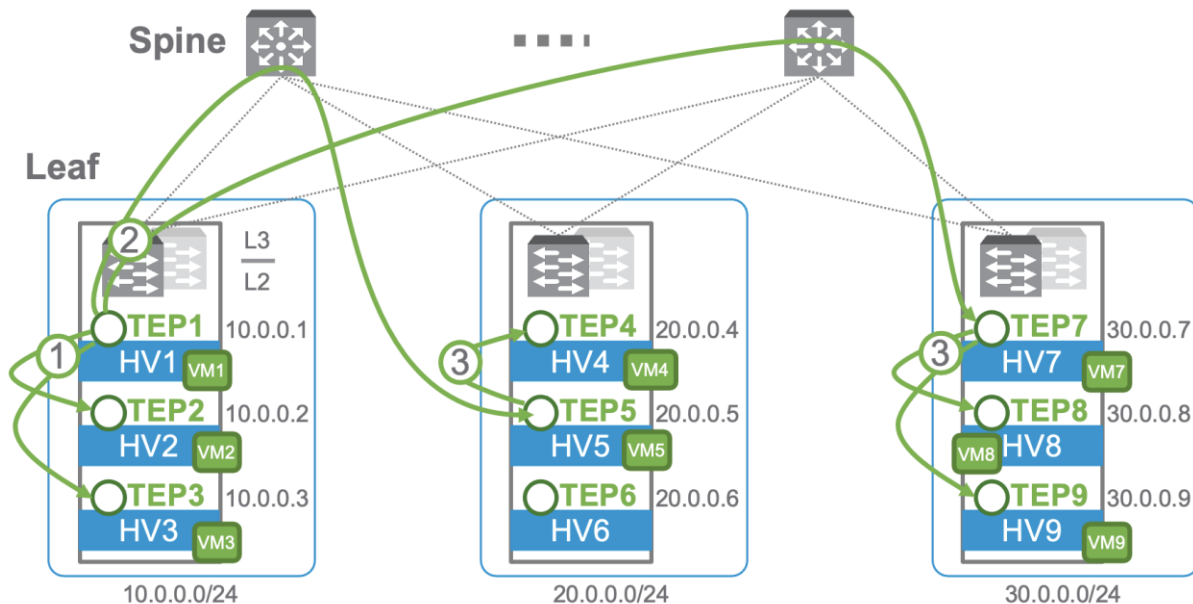 Spine
Leaf
2
L3
L2
1
TEP1
10.0.0.1
HV1
VM1
TEP2
10.0.0.2
HV2
VM2
TEP3
10.0.0.3
HV3
VM3
10.0.0.0/24
3
TEP4
20.0.0.4
HV4
VM4
TEP5
20.0.0.5
HV5
VM5
TEP6
20.0.0.6
HV6
20.0.0.0/24
3
TEP7
30.0.0.7
HV7
VM7
TEP8
30.0.0.8
VM8
HV8
TEP9
30.0.0.9
HV9
VM9
30.0.0.0/24